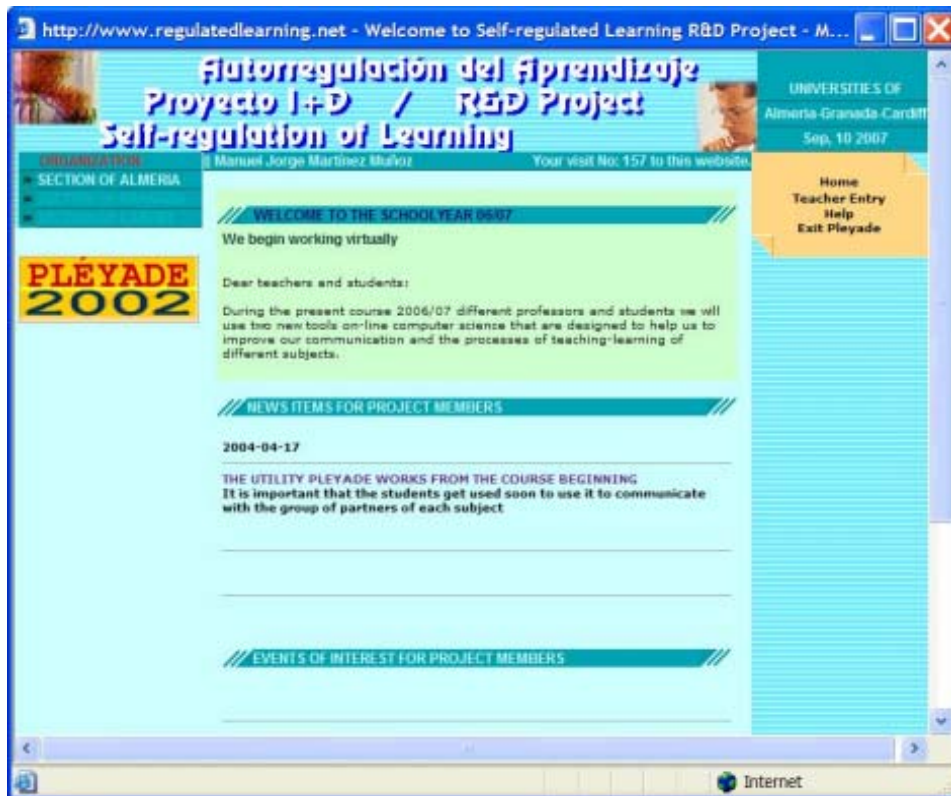 http://www.regulatedlearning.net - Welcome to Self-regulated Learning R&D Project - M...
Autorregulación del Aprendizaje
Proyecto I+D / R&D Project
Self-regulation of Learning
UNIVERSITIES OF
Almeria-Granada-Cardiff
Sep, 10 2007
ORGANIZATION
SECTION OF ALMERIA
Manuel Jorge Martínez Muñoz
Your visit No: 157 to this website.
Home
Teacher Entry
Help
Exit Pleyade
PLÉYADE
2002
WELCOME TO THE SCHOOLYEAR 06/07
We begin working virtually
Dear teachers and students:
During the present course 2006/07 different professors and students we will
use two new tools on-line computer science that are designed to help us to
improve our communication and the processes of teaching-learning of
different subjects.
NEWS ITEMS FOR PROJECT MEMBERS
2004-04-17
THE UTILITY PLEYADE WORKS FROM THE COURSE BEGINNING
It is important that the students get used soon to use it to communicate
with the group of partners of each subject
EVENTS OF INTEREST FOR PROJECT MEMBERS
Internet